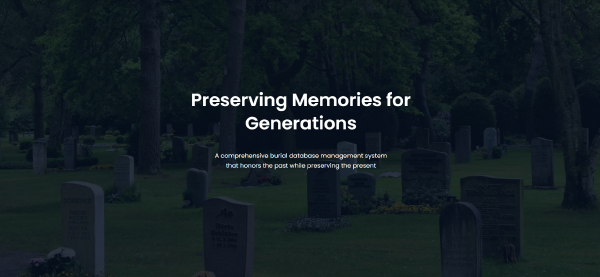 Preserving Memories for
Generations
A comprehensive burial database management system
that honors the past while preserving the present